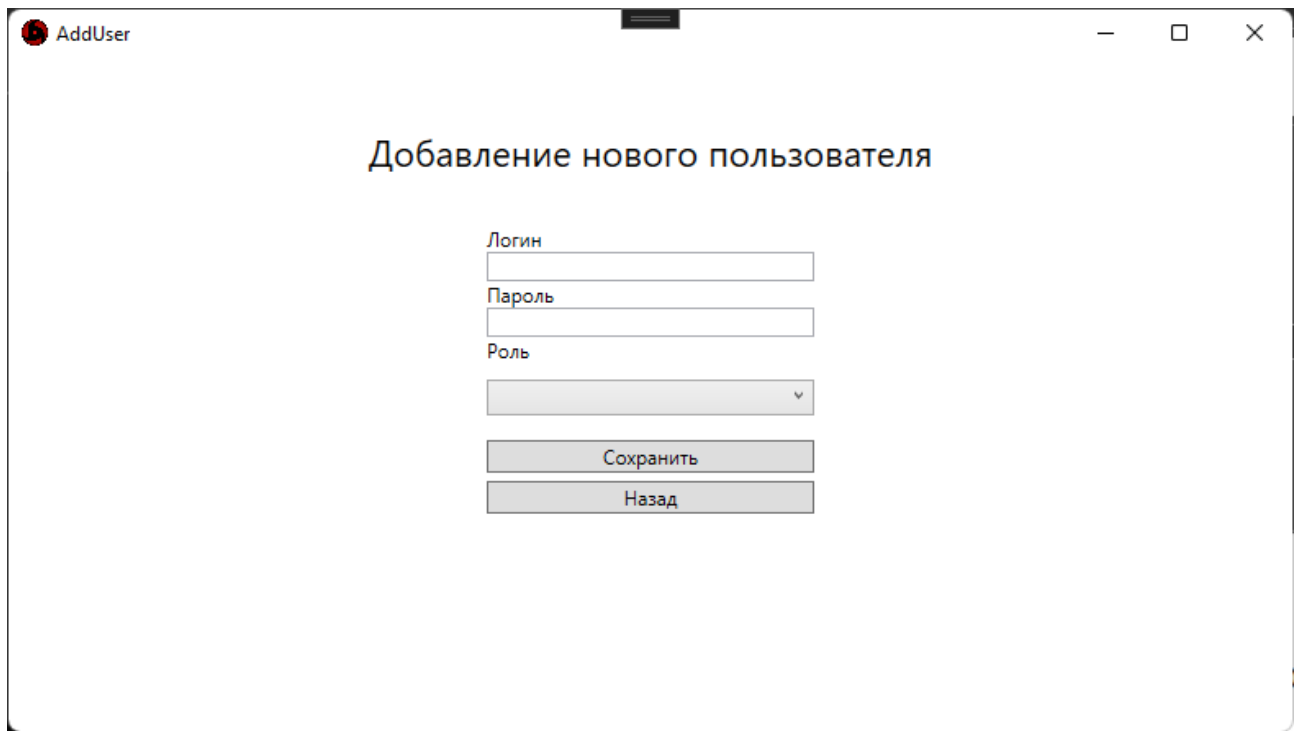 AddUser
Добавление нового пользователя
Логин
Пароль
Роль
Сохранить
Назад